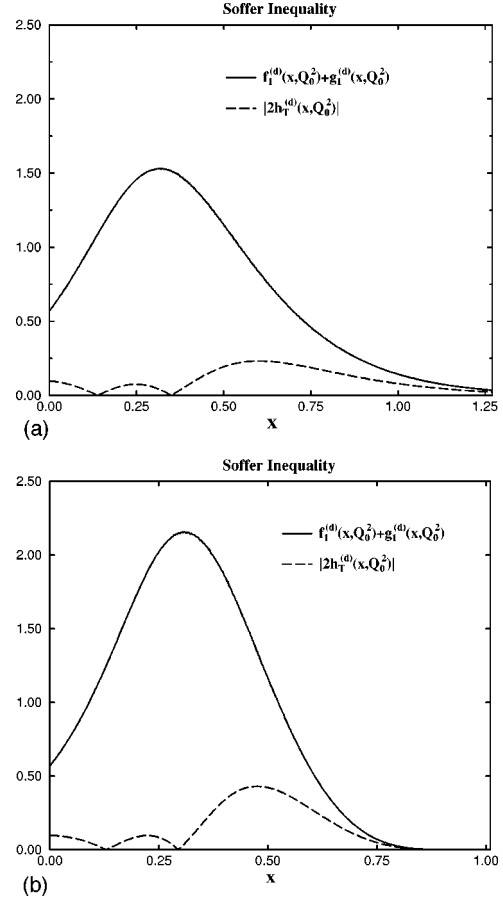 Soffer Inequality
2.50
f₁⁽ᵈ⁾(x,Q₀²)+g₁⁽ᵈ⁾(x,Q₀²)
2.00
|2h_T⁽ᵈ⁾(x,Q₀²)|
1.50
1.00
0.50
0.00
0.00 0.25 0.50 0.75 1.00 1.25
(a) x
Soffer Inequality
2.50
f₁⁽ᵈ⁾(x,Q₀²)+g₁⁽ᵈ⁾(x,Q₀²)
|2h_T⁽ᵈ⁾(x,Q₀²)|
2.00
1.50
1.00
0.50
0.00
0.00 0.25 0.50 0.75 1.00
(b) x